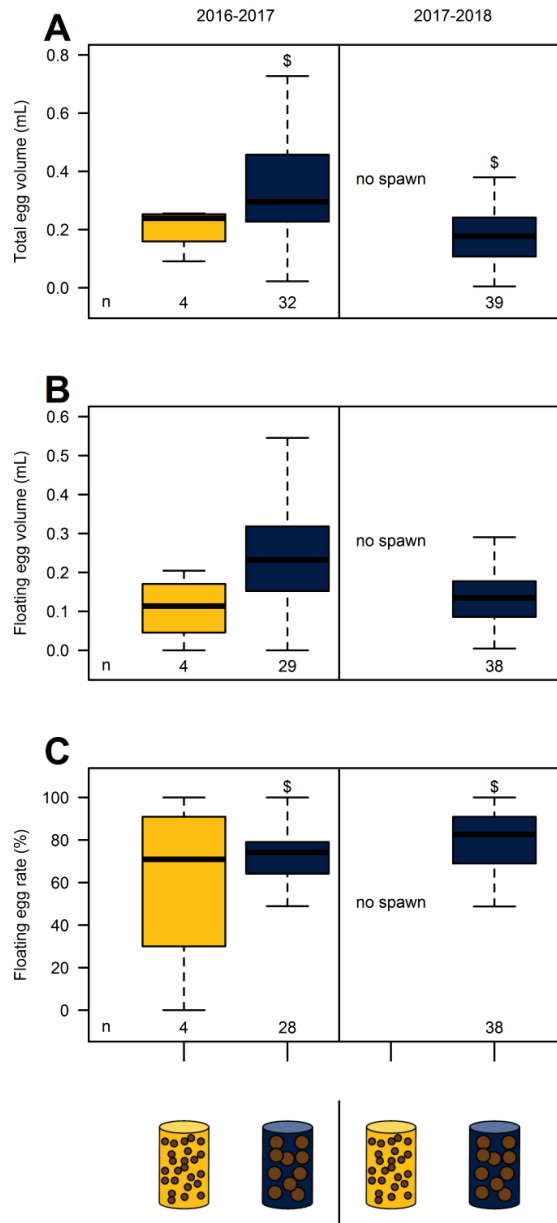 2016-2017 2017-2018
A
Total egg volume (mL)
0.8
0.6
0.4
0.2
0.0
$
no spawn
$
n 4 32 39
B
Floating egg volume (mL)
0.6
0.5
0.4
0.3
0.2
0.1
0.0
no spawn
n 4 29 38
C
Floating egg rate (%)
100
80
60
40
20
0
$ $
no spawn
n 4 28 38